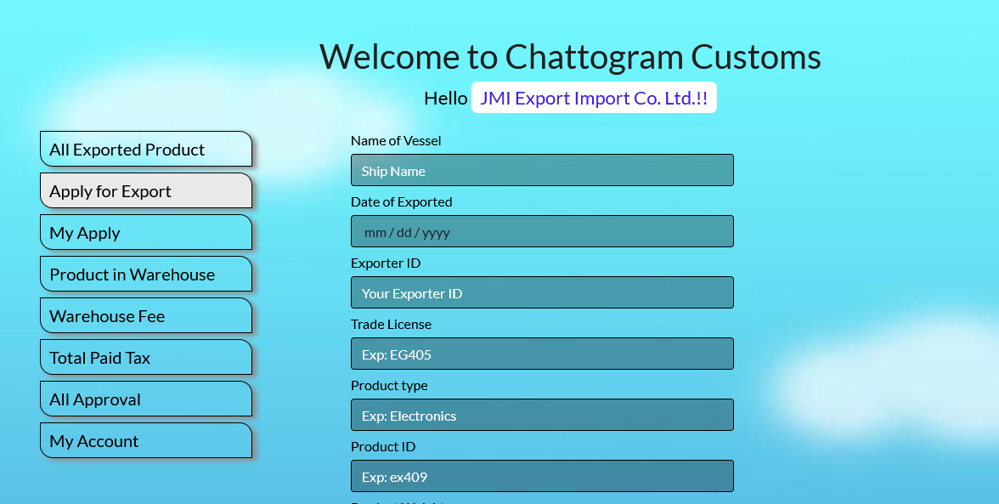 Welcome to Chattogram Customs
Hello JMI Export Import Co. Ltd.!!
All Exported Product
Apply for Export
My Apply
Product in Warehouse
Warehouse Fee
Total Paid Tax
All Approval
My Account
Name of Vessel
Ship Name
Date of Exported
mm / dd / yyyy
Exporter ID
Your Exporter ID
Trade License
Exp: EG405
Product type
Exp: Electronics
Product ID
Exp: ex409